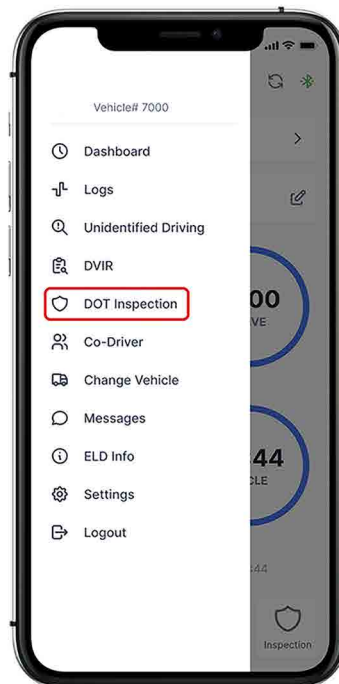 Vehicle# 7000
Dashboard
Logs
Unidentified Driving
DVIR
DOT Inspection
Co-Driver
Change Vehicle
Messages
ELD Info
Settings
Logout
00
VE
:44
CLE
:44
Inspection